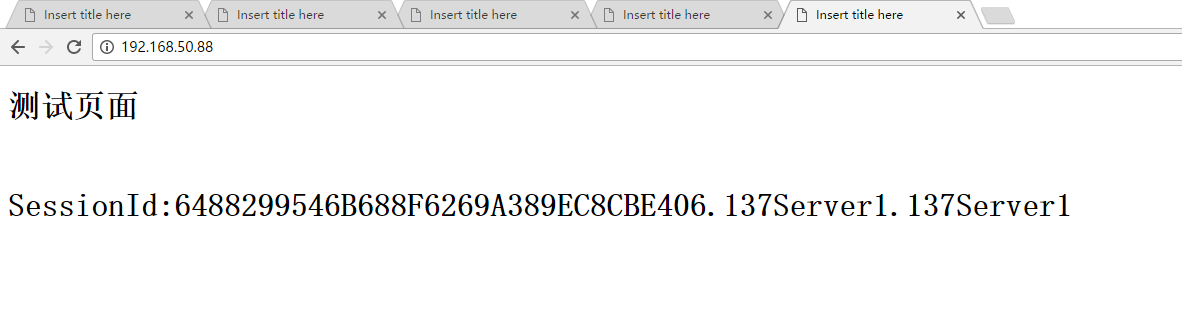 Insert title here Insert title here Insert title here Insert title here Insert title here
192.168.50.88
测试页面
SessionId:6488299546B688F6269A389EC8CBE406.137Server1.137Server1